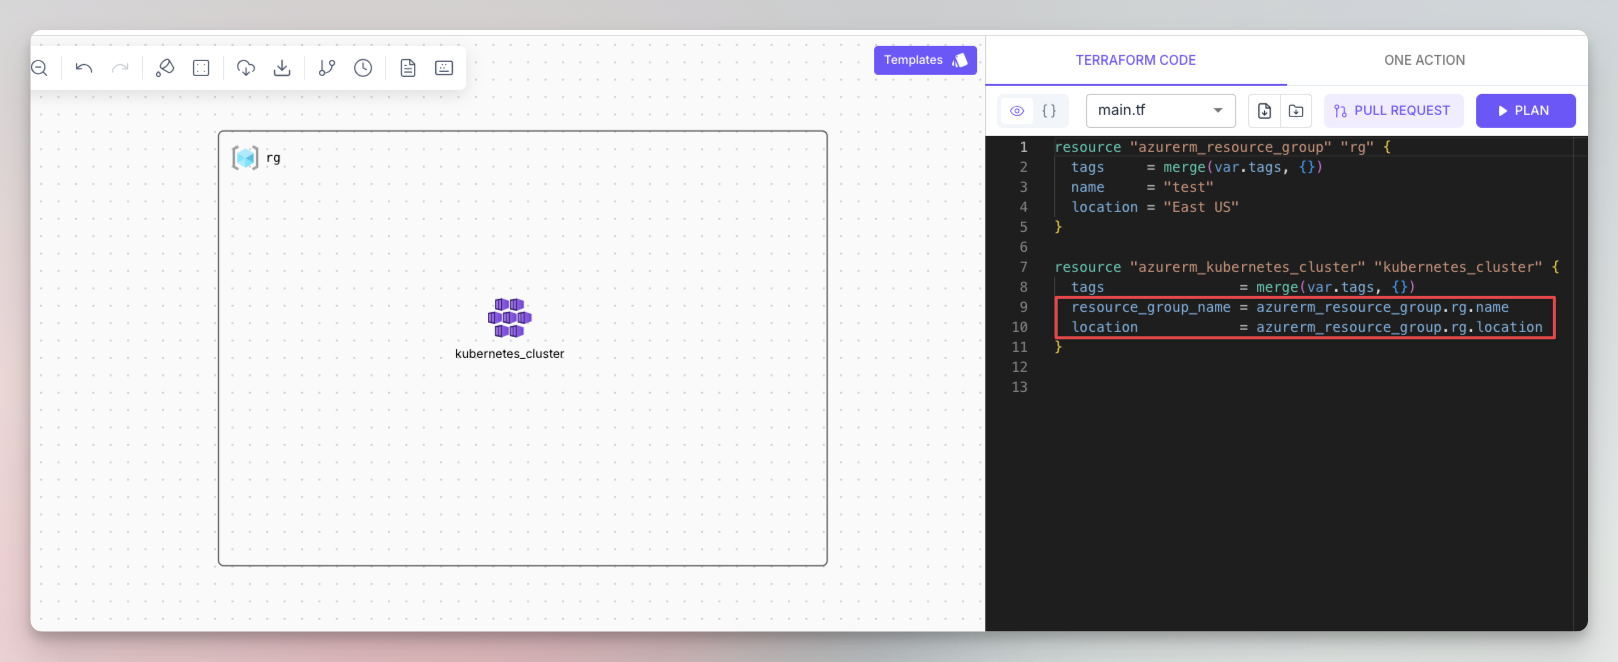 Templates
rg
kubernetes_cluster
TERRAFORM CODE
ONE ACTION
{ }
main.tf
PULL REQUEST
PLAN
1 resource "azurerm_resource_group" "rg" {
2   tags     = merge(var.tags, {})
3   name     = "test"
4   location = "East US"
5 }
6
7 resource "azurerm_kubernetes_cluster" "kubernetes_cluster" {
8   tags                = merge(var.tags, {})
9   resource_group_name = azurerm_resource_group.rg.name
10   location            = azurerm_resource_group.rg.location
11 }
12
13